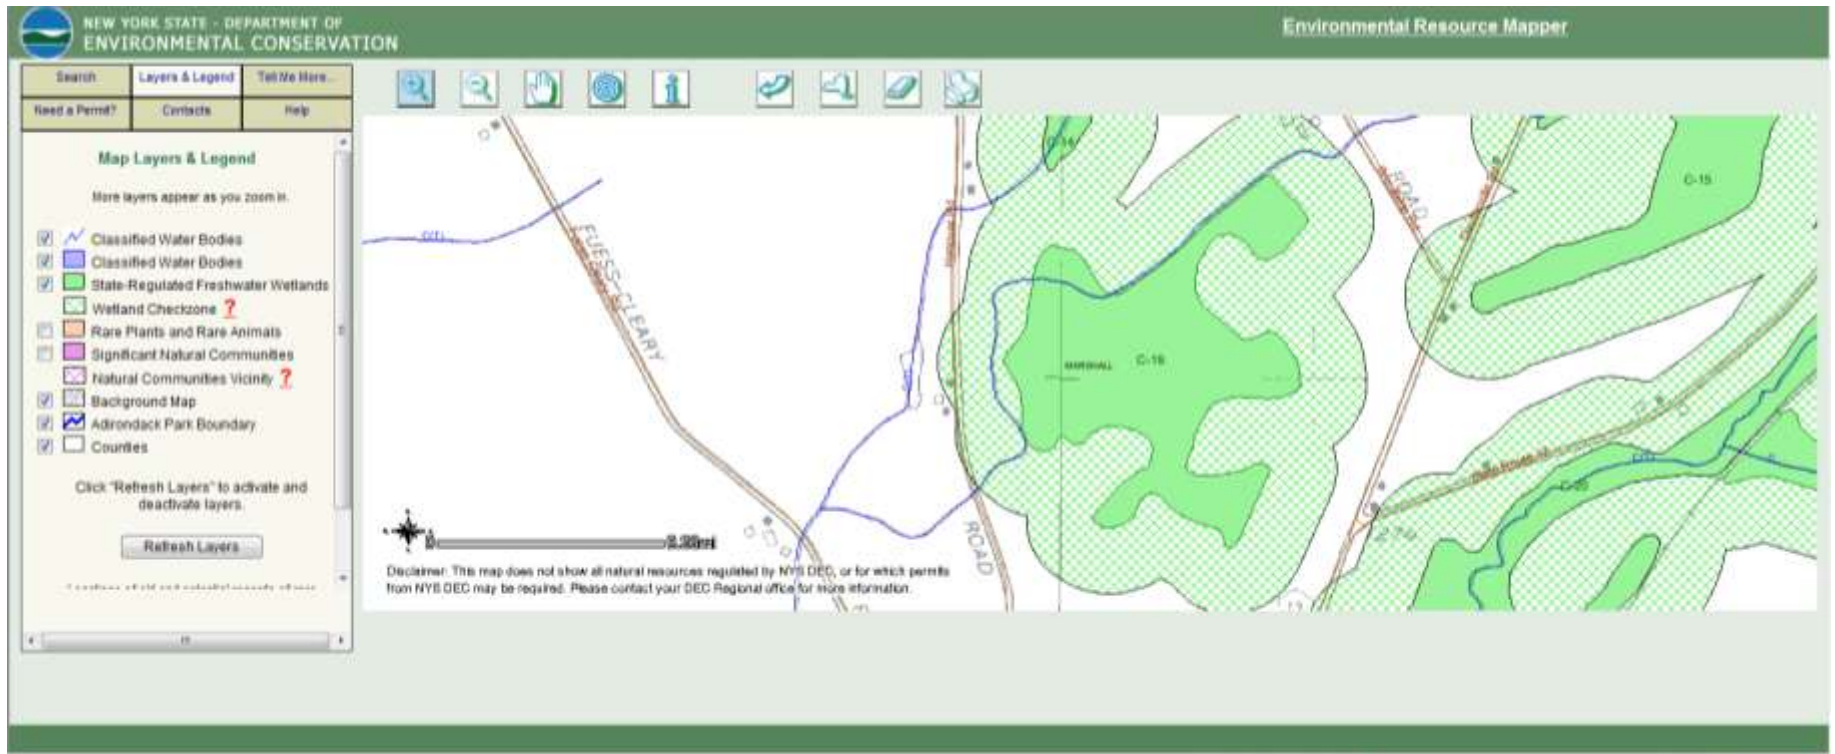 NEW YORK STATE - DEPARTMENT OF
ENVIRONMENTAL CONSERVATION
Environmental Resource Mapper
Search
Layers & Legend
Tell Me More...
Need a Permit?
Contacts
Help
Map Layers & Legend
More layers appear as you zoom in.
Classified Water Bodies
Classified Water Bodies
State-Regulated Freshwater Wetlands
Wetland Checkzone ?
Rare Plants and Rare Animals
Significant Natural Communities
Natural Communities Vicinity ?
Background Map
Adirondack Park Boundary
Counties
Click "Refresh Layers" to activate and
deactivate layers.
Refresh Layers
FUESS-CLEARY
ROAD
ROAD
C-15
MARSHALL
C-16
C-20
Disclaimer: This map does not show all natural resources regulated by NYS DEC, or for which permits
from NYS DEC may be required. Please contact your DEC Regional office for more information.